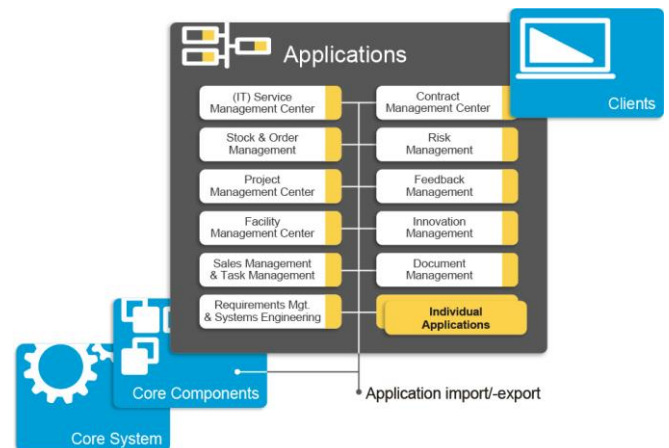 Applications
Clients
(IT) Service
Management Center
Contract
Management Center
Stock & Order
Management
Risk
Management
Project
Management Center
Feedback
Management
Facility
Management Center
Innovation
Management
Sales Management
& Task Management
Document
Management
Requirements Mgt.
& Systems Engineering
Individual
Applications
Core Components
Application import/-export
Core System